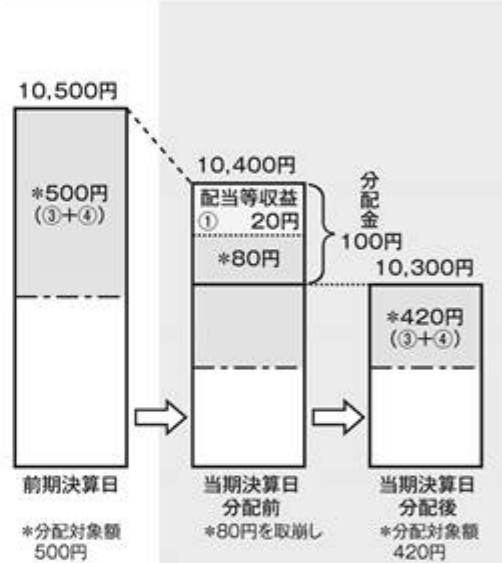 10,500円
*500円
(③+④)
前期決算日
*分配対象額
500円
10,400円
配当等収益
① 20円
*80円
分配金
100円
当期決算日
分配前
*80円を取崩し
10,300円
*420円
(③+④)
当期決算日
分配後
*分配対象額
420円